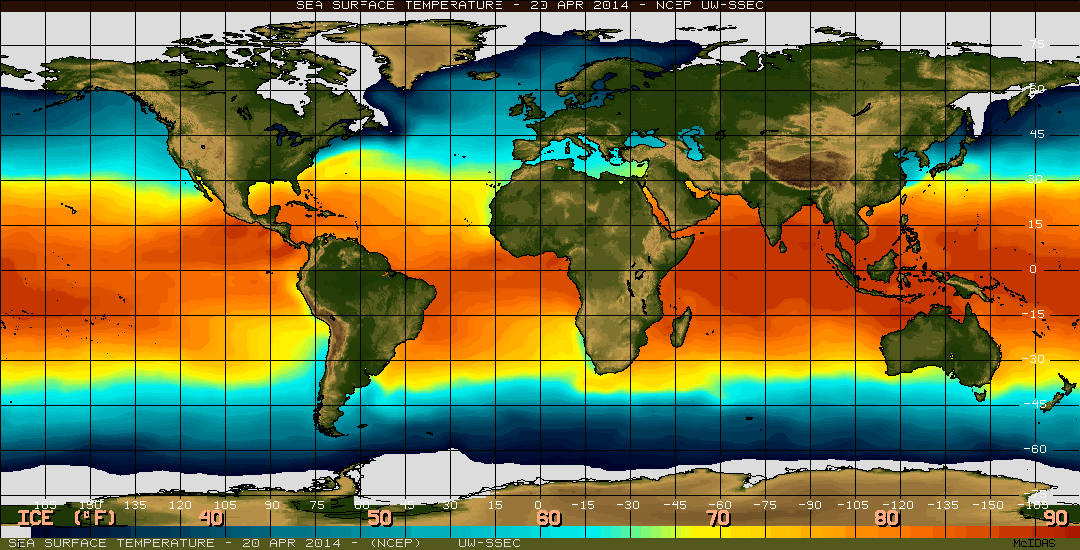 SEA SURFACE TEMPERATURE - 20 APR 2014 - NCEP UW-SSEC
75
60
45
30
15
0
-15
-30
-45
-60
165 150 135 120 105 90 75 60 45 30 15 0 -15 -30 -45 -60 -75 -90 -105 -120 -135 -150 -165
ICE (°F) 40 50 60 70 80 90
SEA SURFACE TEMPERATURE 20 APR 2014 - (NCEP) UW-SSEC McIDAS